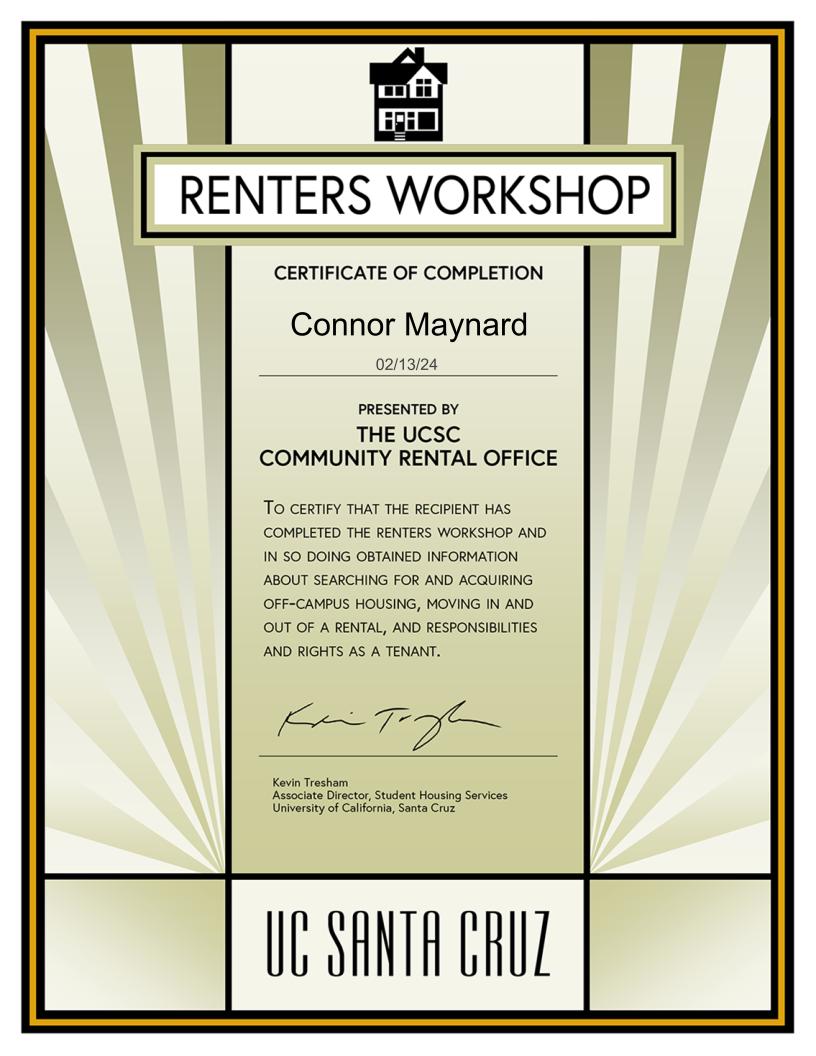 RENTERS WORKSHOP
CERTIFICATE OF COMPLETION
Connor Maynard
02/13/24
PRESENTED BY
THE UCSC
COMMUNITY RENTAL OFFICE
TO CERTIFY THAT THE RECIPIENT HAS
COMPLETED THE RENTERS WORKSHOP AND
IN SO DOING OBTAINED INFORMATION
ABOUT SEARCHING FOR AND ACQUIRING
OFF-CAMPUS HOUSING, MOVING IN AND
OUT OF A RENTAL, AND RESPONSIBILITIES
AND RIGHTS AS A TENANT.
Kevin Tresham
Kevin Tresham
Associate Director, Student Housing Services
University of California, Santa Cruz
UC SANTA CRUZ